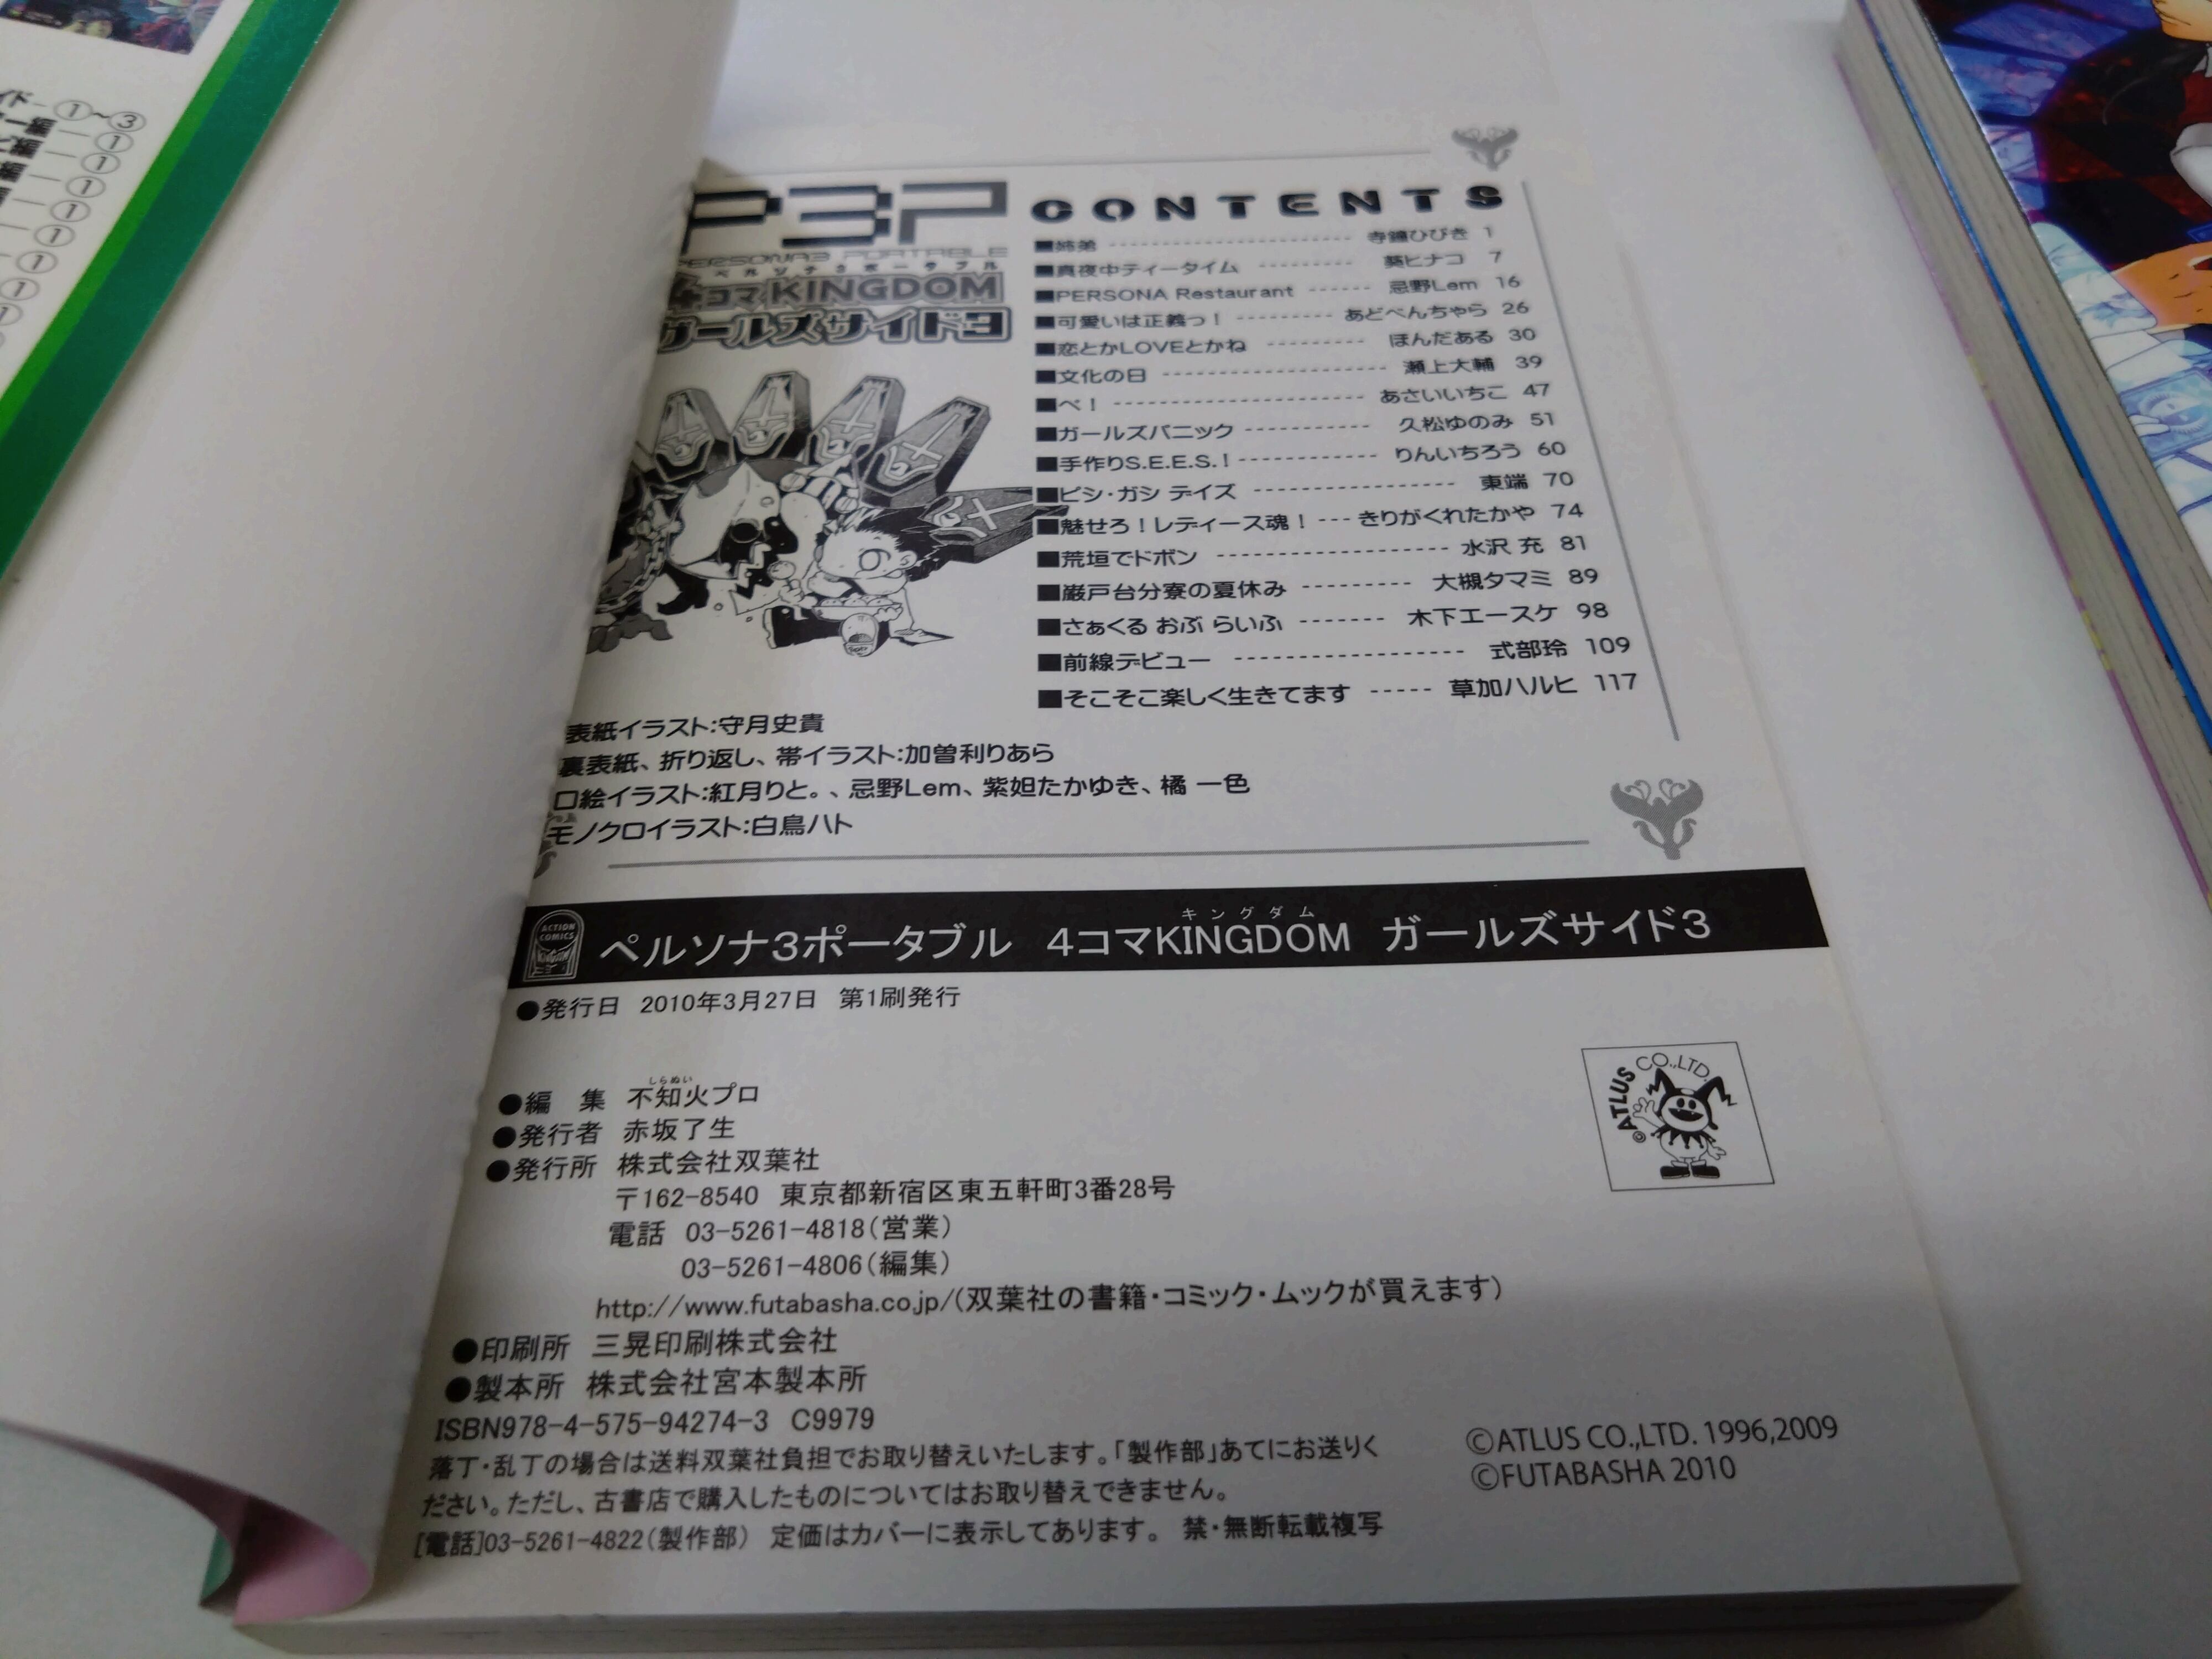 イド-①~③
P3P
PERSONA3 PORTABLE
ペルソナ3ポータブル
4コマKINGDOM
ガールズサイド3
CONTENTS
■姉弟 ---------- 寺鐘ひびき 1
■真夜中ティータイム ---------- 葵ヒナコ 7
■PERSONA Restaurant ------ 忌野Lem 16
■可愛いは正義っ! ---------- あどべんちゃら 26
■恋とかLOVEとかね ---------- ほんだある 30
■文化の日 ---------- 瀬上大輔 39
■ベ! ---------- あさいいちこ 47
■ガールズパニック ---------- 久松ゆのみ 51
■手作りS.E.E.S.! ---------- りんいちろう 60
■ピシ・ガシ デイズ ---------- 東端 70
■魅せろ!レディース魂! --- きりがくれたかや 74
■荒垣でドボン ---------- 水沢 充 81
■巌戸台分寮の夏休み ---------- 大槻タマミ 89
■さぁくる おぶ らいふ ------- 木下エースケ 98
■前線デビュー ---------- 式部玲 109
■そこそこ楽しく生きてます ----- 草加ハルヒ 117
表紙イラスト:守月史貴
裏表紙、折り返し、帯イラスト:加曽利りあら
口絵イラスト:紅月りと。、忌野Lem、紫妲たかゆき、橘 一色
モノクロイラスト:白鳥ハト
ACTION COMICS
キングダム
ペルソナ3ポータブル 4コマKINGDOM ガールズサイド3
●発行日 2010年3月27日 第1刷発行
しらぬい
●編 集 不知火プロ
●発行者 赤坂了生
●発行所 株式会社双葉社
〒162-8540 東京都新宿区東五軒町3番28号
電話 03-5261-4818(営業)
03-5261-4806(編集)
http://www.futabasha.co.jp/(双葉社の書籍・コミック・ムックが買えます)
●印刷所 三晃印刷株式会社
●製本所 株式会社宮本製本所
ISBN978-4-575-94274-3 C9979
落丁・乱丁の場合は送料双葉社負担でお取り替えいたします。「製作部」あてにお送りく
ださい。ただし、古書店で購入したものについてはお取り替えできません。
[電話]03-5261-4822(製作部) 定価はカバーに表示してあります。 禁・無断転載複写
©ATLUS CO.,LTD.
©ATLUS CO.,LTD. 1996,2009
©FUTABASHA 2010